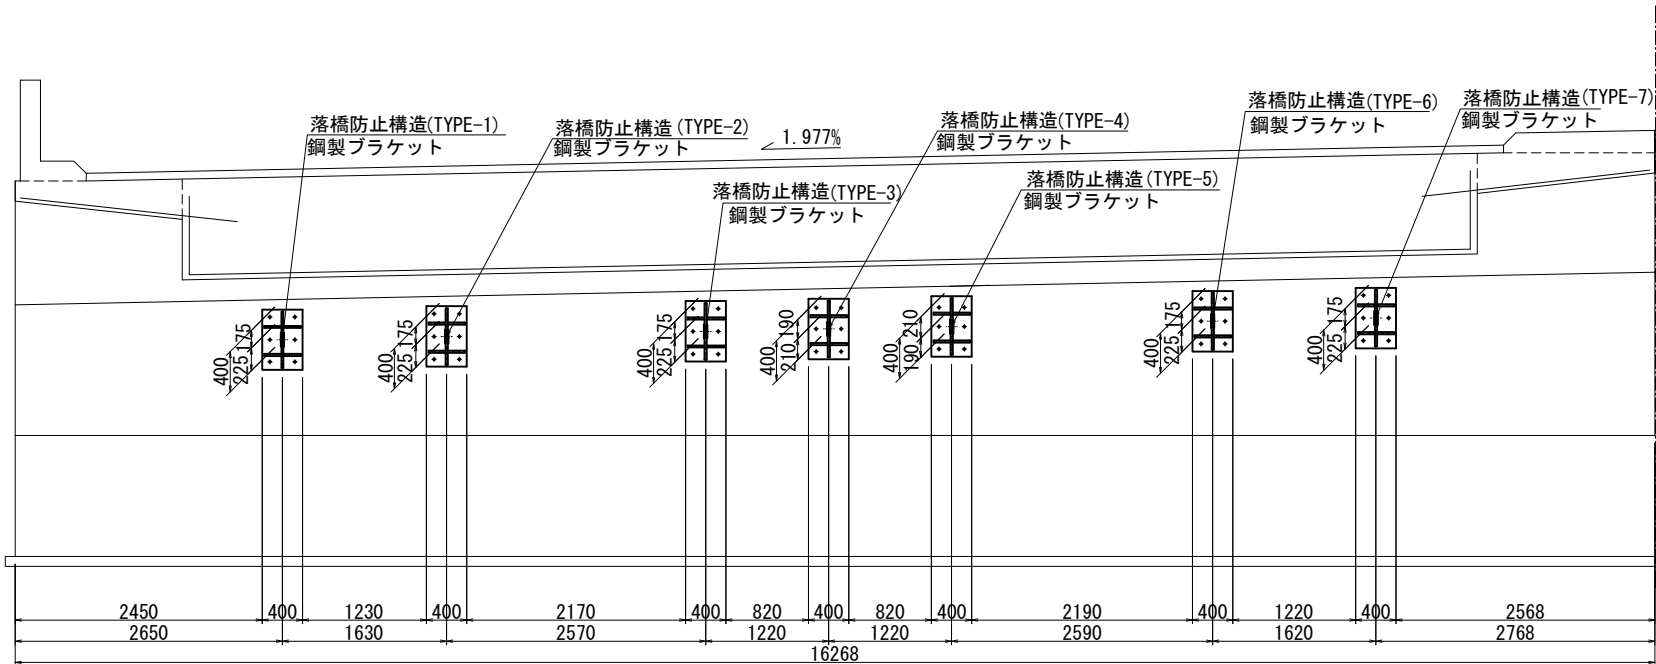 落橋防止構造(TYPE-1)
鋼製ブラケット
落橋防止構造(TYPE-2)
鋼製ブラケット
1.977%
落橋防止構造(TYPE-4)
鋼製ブラケット
落橋防止構造(TYPE-6)
鋼製ブラケット
落橋防止構造(TYPE-7)
鋼製ブラケット
落橋防止構造(TYPE-3)
鋼製ブラケット
落橋防止構造(TYPE-5)
鋼製ブラケット
400
225 175
400
225 175
400
225 175
400
210 190
400
190 210
400
225 175
400
225 175
2450 400 1230 400 2170 400 820 400 820 400 2190 400 1220 400 2568
2650 1630 2570 1220 1220 2590 1620 2768
16268